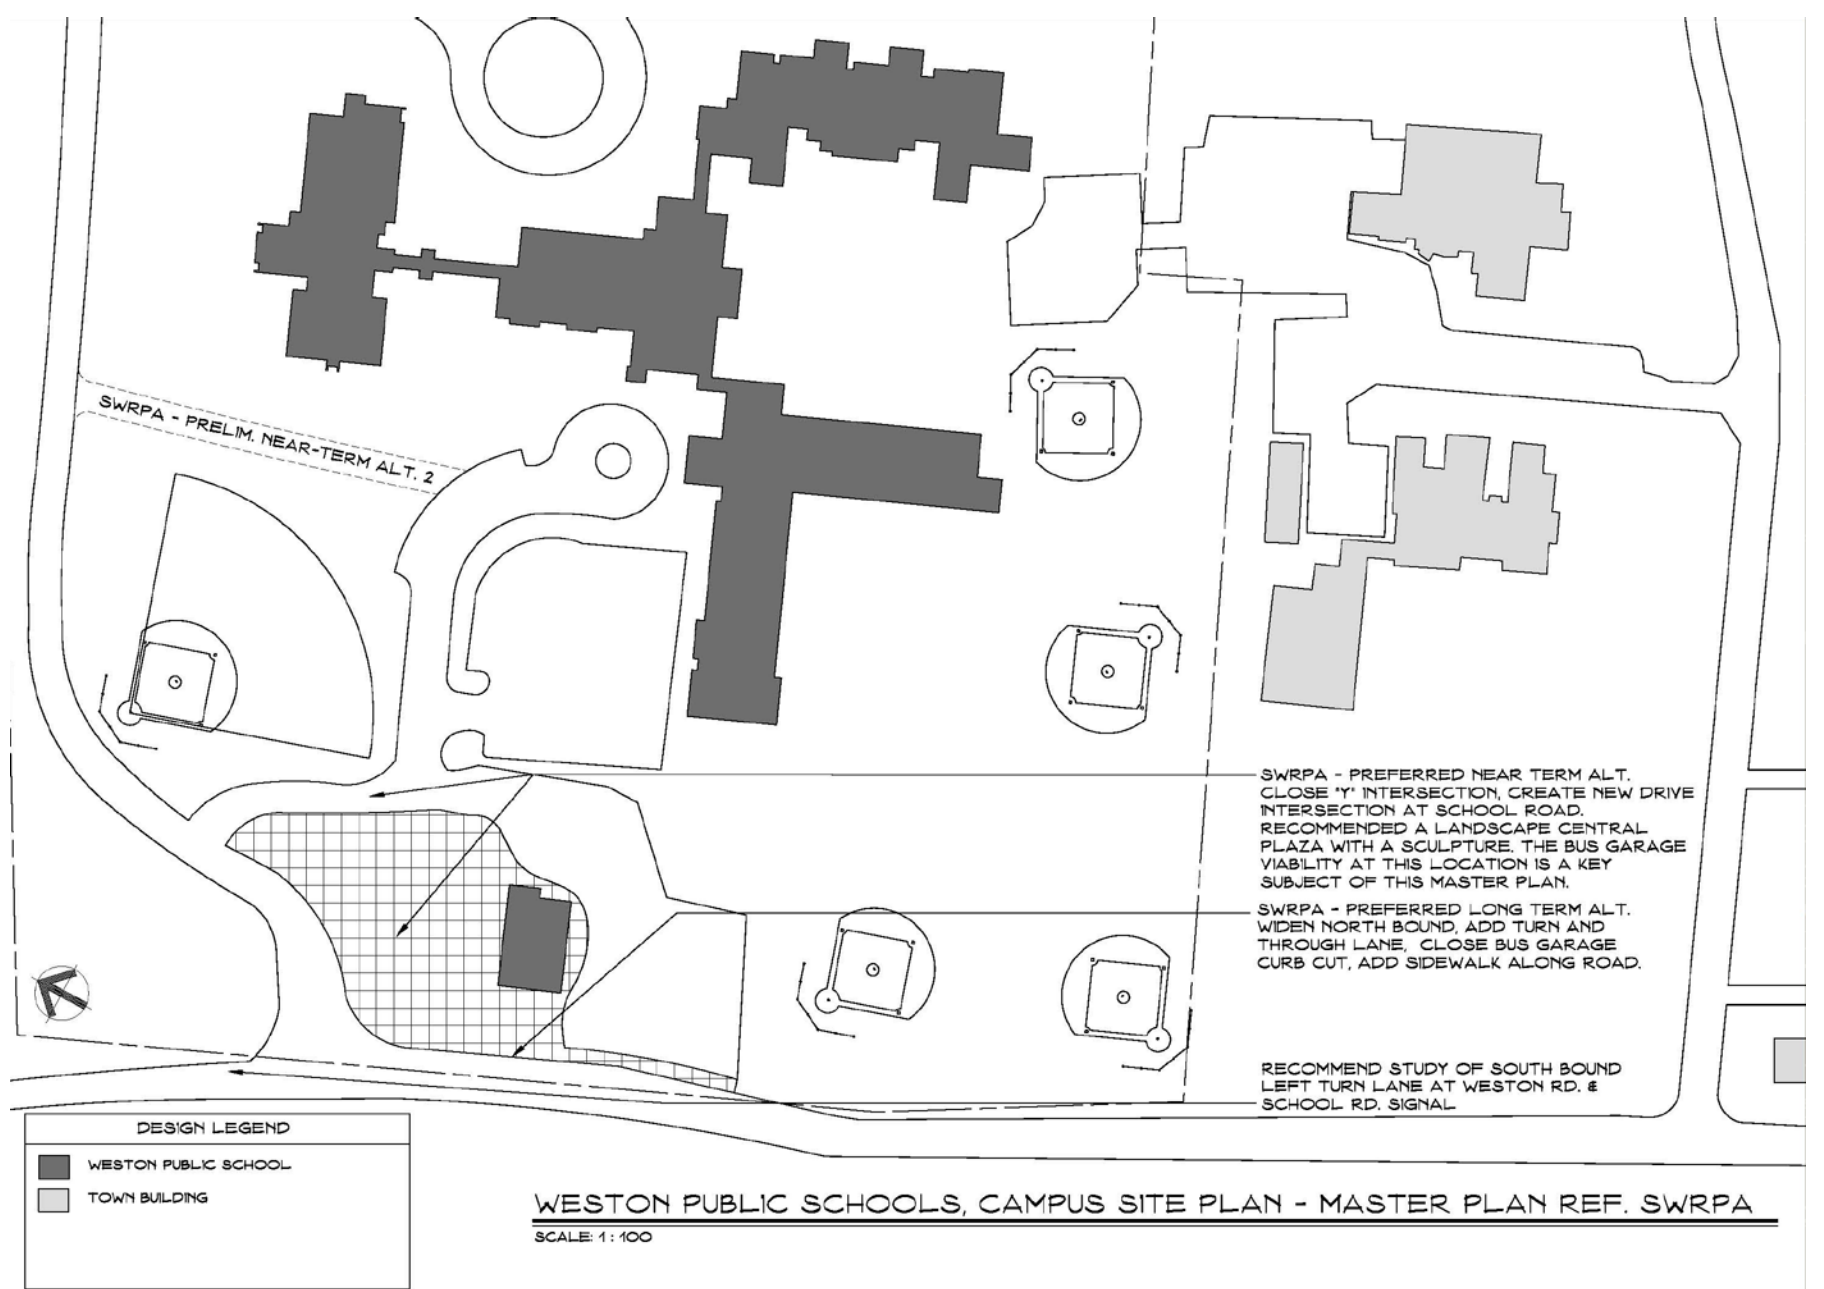 SWRPA - PRELIM. NEAR-TERM ALT. 2
SWRPA - PREFERRED NEAR TERM ALT.
CLOSE "Y" INTERSECTION, CREATE NEW DRIVE
INTERSECTION AT SCHOOL ROAD.
RECOMMENDED A LANDSCAPE CENTRAL
PLAZA WITH A SCULPTURE. THE BUS GARAGE
VIABILITY AT THIS LOCATION IS A KEY
SUBJECT OF THIS MASTER PLAN.
SWRPA - PREFERRED LONG TERM ALT.
WIDEN NORTH BOUND, ADD TURN AND
THROUGH LANE, CLOSE BUS GARAGE
CURB CUT, ADD SIDEWALK ALONG ROAD.
RECOMMEND STUDY OF SOUTH BOUND
LEFT TURN LANE AT WESTON RD. &
SCHOOL RD. SIGNAL
DESIGN LEGEND
WESTON PUBLIC SCHOOL
TOWN BUILDING
WESTON PUBLIC SCHOOLS, CAMPUS SITE PLAN - MASTER PLAN REF. SWRPA
SCALE: 1 : 100